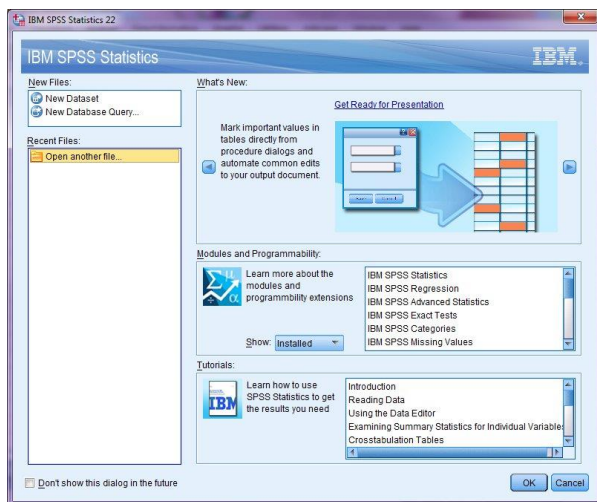 IBM SPSS Statistics 22
IBM SPSS Statistics
IBM.
New Files:
New Dataset
New Database Query...
Recent Files:
Open another file...
What's New:
Get Ready for Presentation
Mark important values in
tables directly from
procedure dialogs and
automate common edits
to your output document.
Modules and Programmability:
Learn more about the
modules and
programmbility extensions
Show: Installed
IBM SPSS Statistics
IBM SPSS Regression
IBM SPSS Advanced Statistics
IBM SPSS Exact Tests
IBM SPSS Categories
IBM SPSS Missing Values
Tutorials:
IBM
Learn how to use
SPSS Statistics to get
the results you need
Introduction
Reading Data
Using the Data Editor
Examining Summary Statistics for Individual Variables
Crosstabulation Tables
Don't show this dialog in the future
OK
Cancel